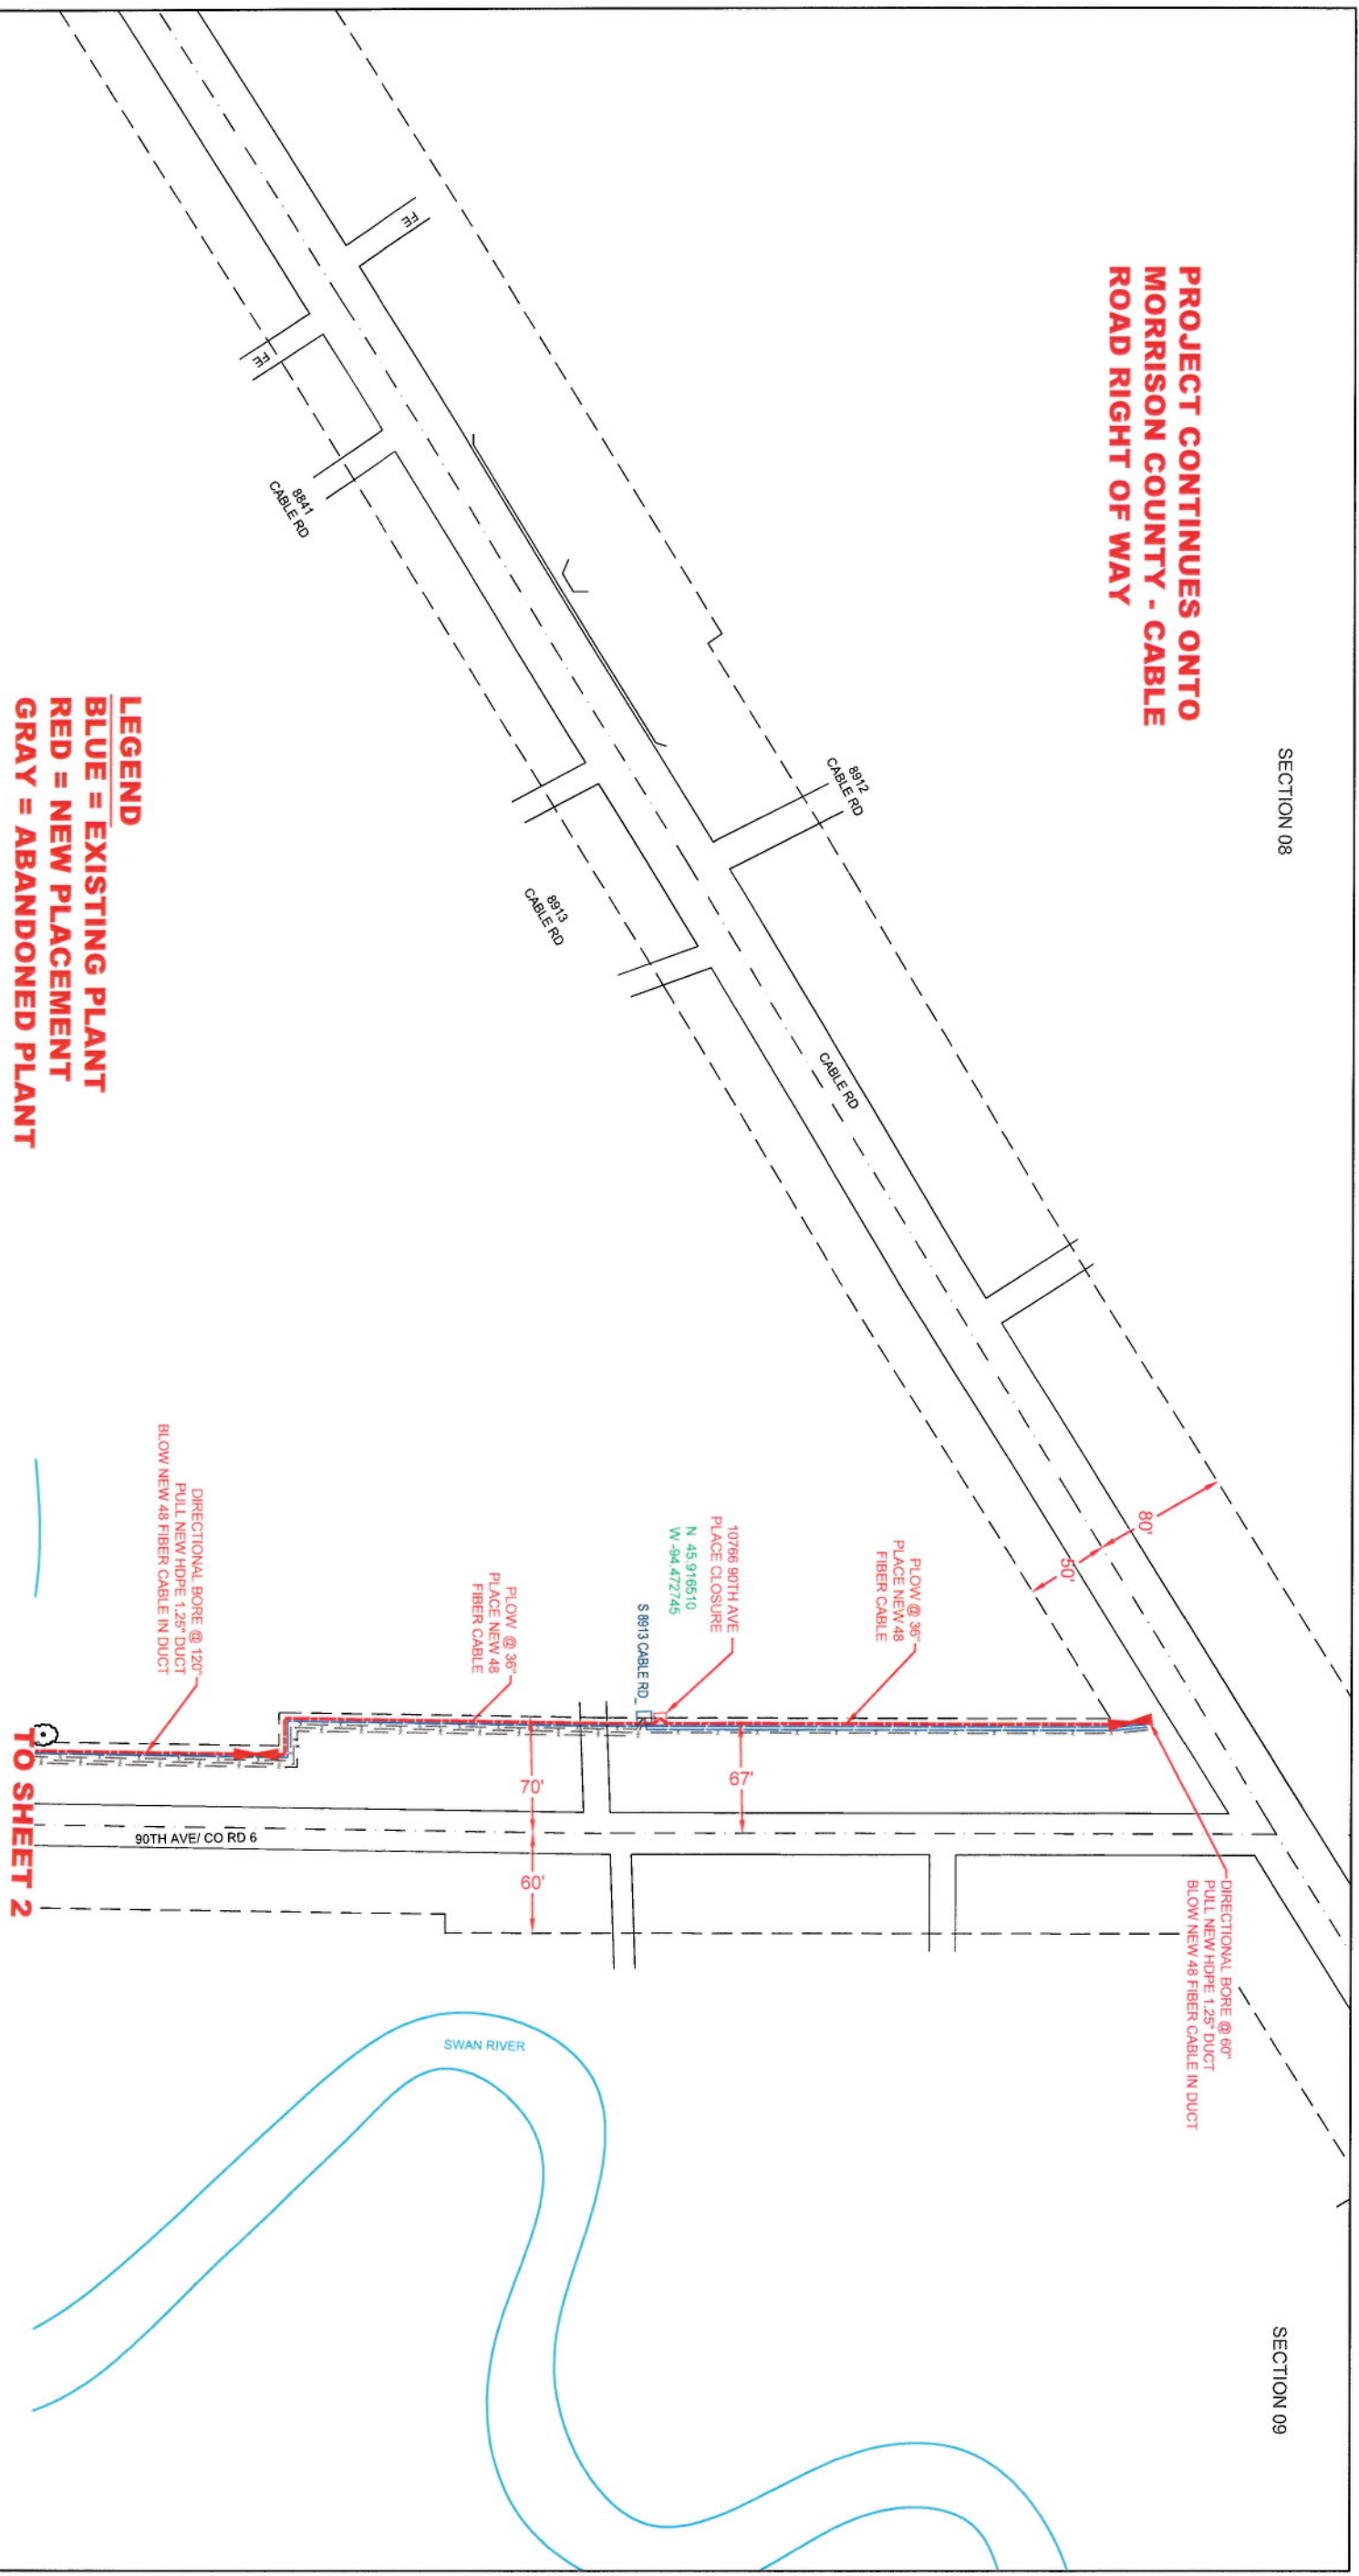 SECTION 08
SECTION 09
PROJECT CONTINUES ONTO
MORRISON COUNTY - CABLE
ROAD RIGHT OF WAY
8912
CABLE RD
CABLE RD
80'
50'
DIRECTIONAL BORE @ 60"
PULL NEW HDPE 1.25" DUCT
BLOW NEW 48 FIBER CABLE IN DUCT
FE
FE
8841
CABLE RD
8913
CABLE RD
PLOW @ 36"
PLACE NEW 48
FIBER CABLE
67'
10766 90TH AVE
PLACE CLOSURE
N 45.916510
W -94.472745
S 8913 CABLE RD_
70'
60'
PLOW @ 36"
PLACE NEW 48
FIBER CABLE
SWAN RIVER
DIRECTIONAL BORE @ 120"
PULL NEW HDPE 1.25" DUCT
BLOW NEW 48 FIBER CABLE IN DUCT
90TH AVE/ CO RD 6
LEGEND
BLUE = EXISTING PLANT
RED = NEW PLACEMENT
GRAY = ABANDONED PLANT
TO SHEET 2